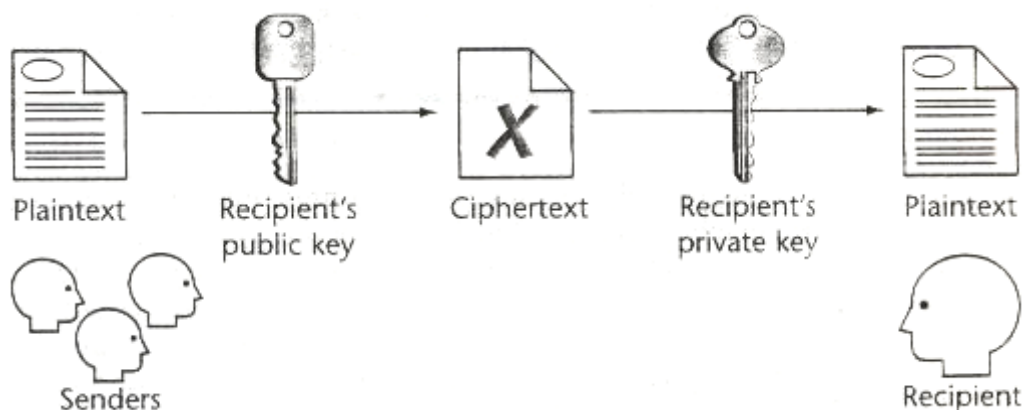 Plaintext
Recipient's
public key
Ciphertext
X
Recipient's
private key
Plaintext
Senders
Recipient